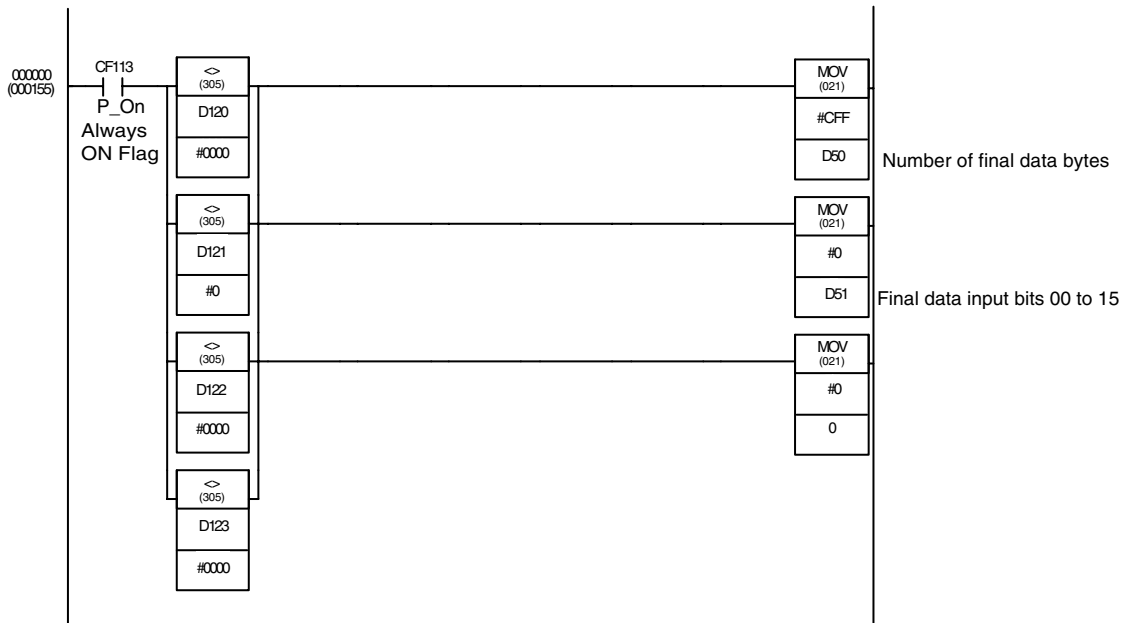 000000
(000155)
CF113
P_On
Always
ON Flag
<>
(305)
D120
#0000
MOV
(021)
#CFF
D50
Number of final data bytes
<>
(305)
D121
#0
MOV
(021)
#0
D51
Final data input bits 00 to 15
<>
(305)
D122
#0000
MOV
(021)
#0
0
<>
(305)
D123
#0000